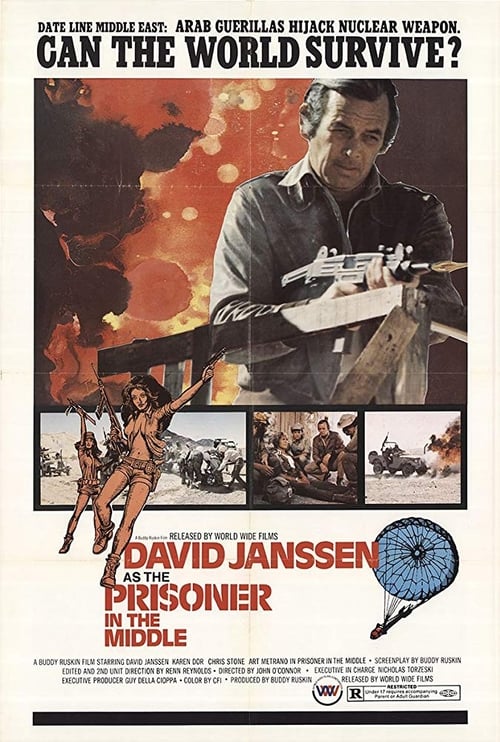 DATE LINE MIDDLE EAST: ARAB GUERILLAS HIJACK NUCLEAR WEAPON.
CAN THE WORLD SURVIVE?
A Buddy Ruskin Film RELEASED BY WORLD WIDE FILMS
DAVID JANSSEN
AS THE
PRISONER
IN THE
MIDDLE
A BUDDY RUSKIN FILM STARRING DAVID JANSSEN KAREN DOR CHRIS STONE ART METRANO IN PRISONER IN THE MIDDLE • SCREENPLAY BY BUDDY RUSKIN
EDITED AND 2ND UNIT DIRECTION BY RENN REYNOLDS • DIRECTED BY JOHN O'CONNOR • EXECUTIVE IN CHARGE NICHOLAS TORZESKI
EXECUTIVE PRODUCER GUY DELLA CIOPPA • COLOR BY CFI • PRODUCED BY BUDDY RUSKIN RELEASED BY WORLD WIDE FILMS
R RESTRICTED
Under 17 requires accompanying
Parent or Adult Guardian